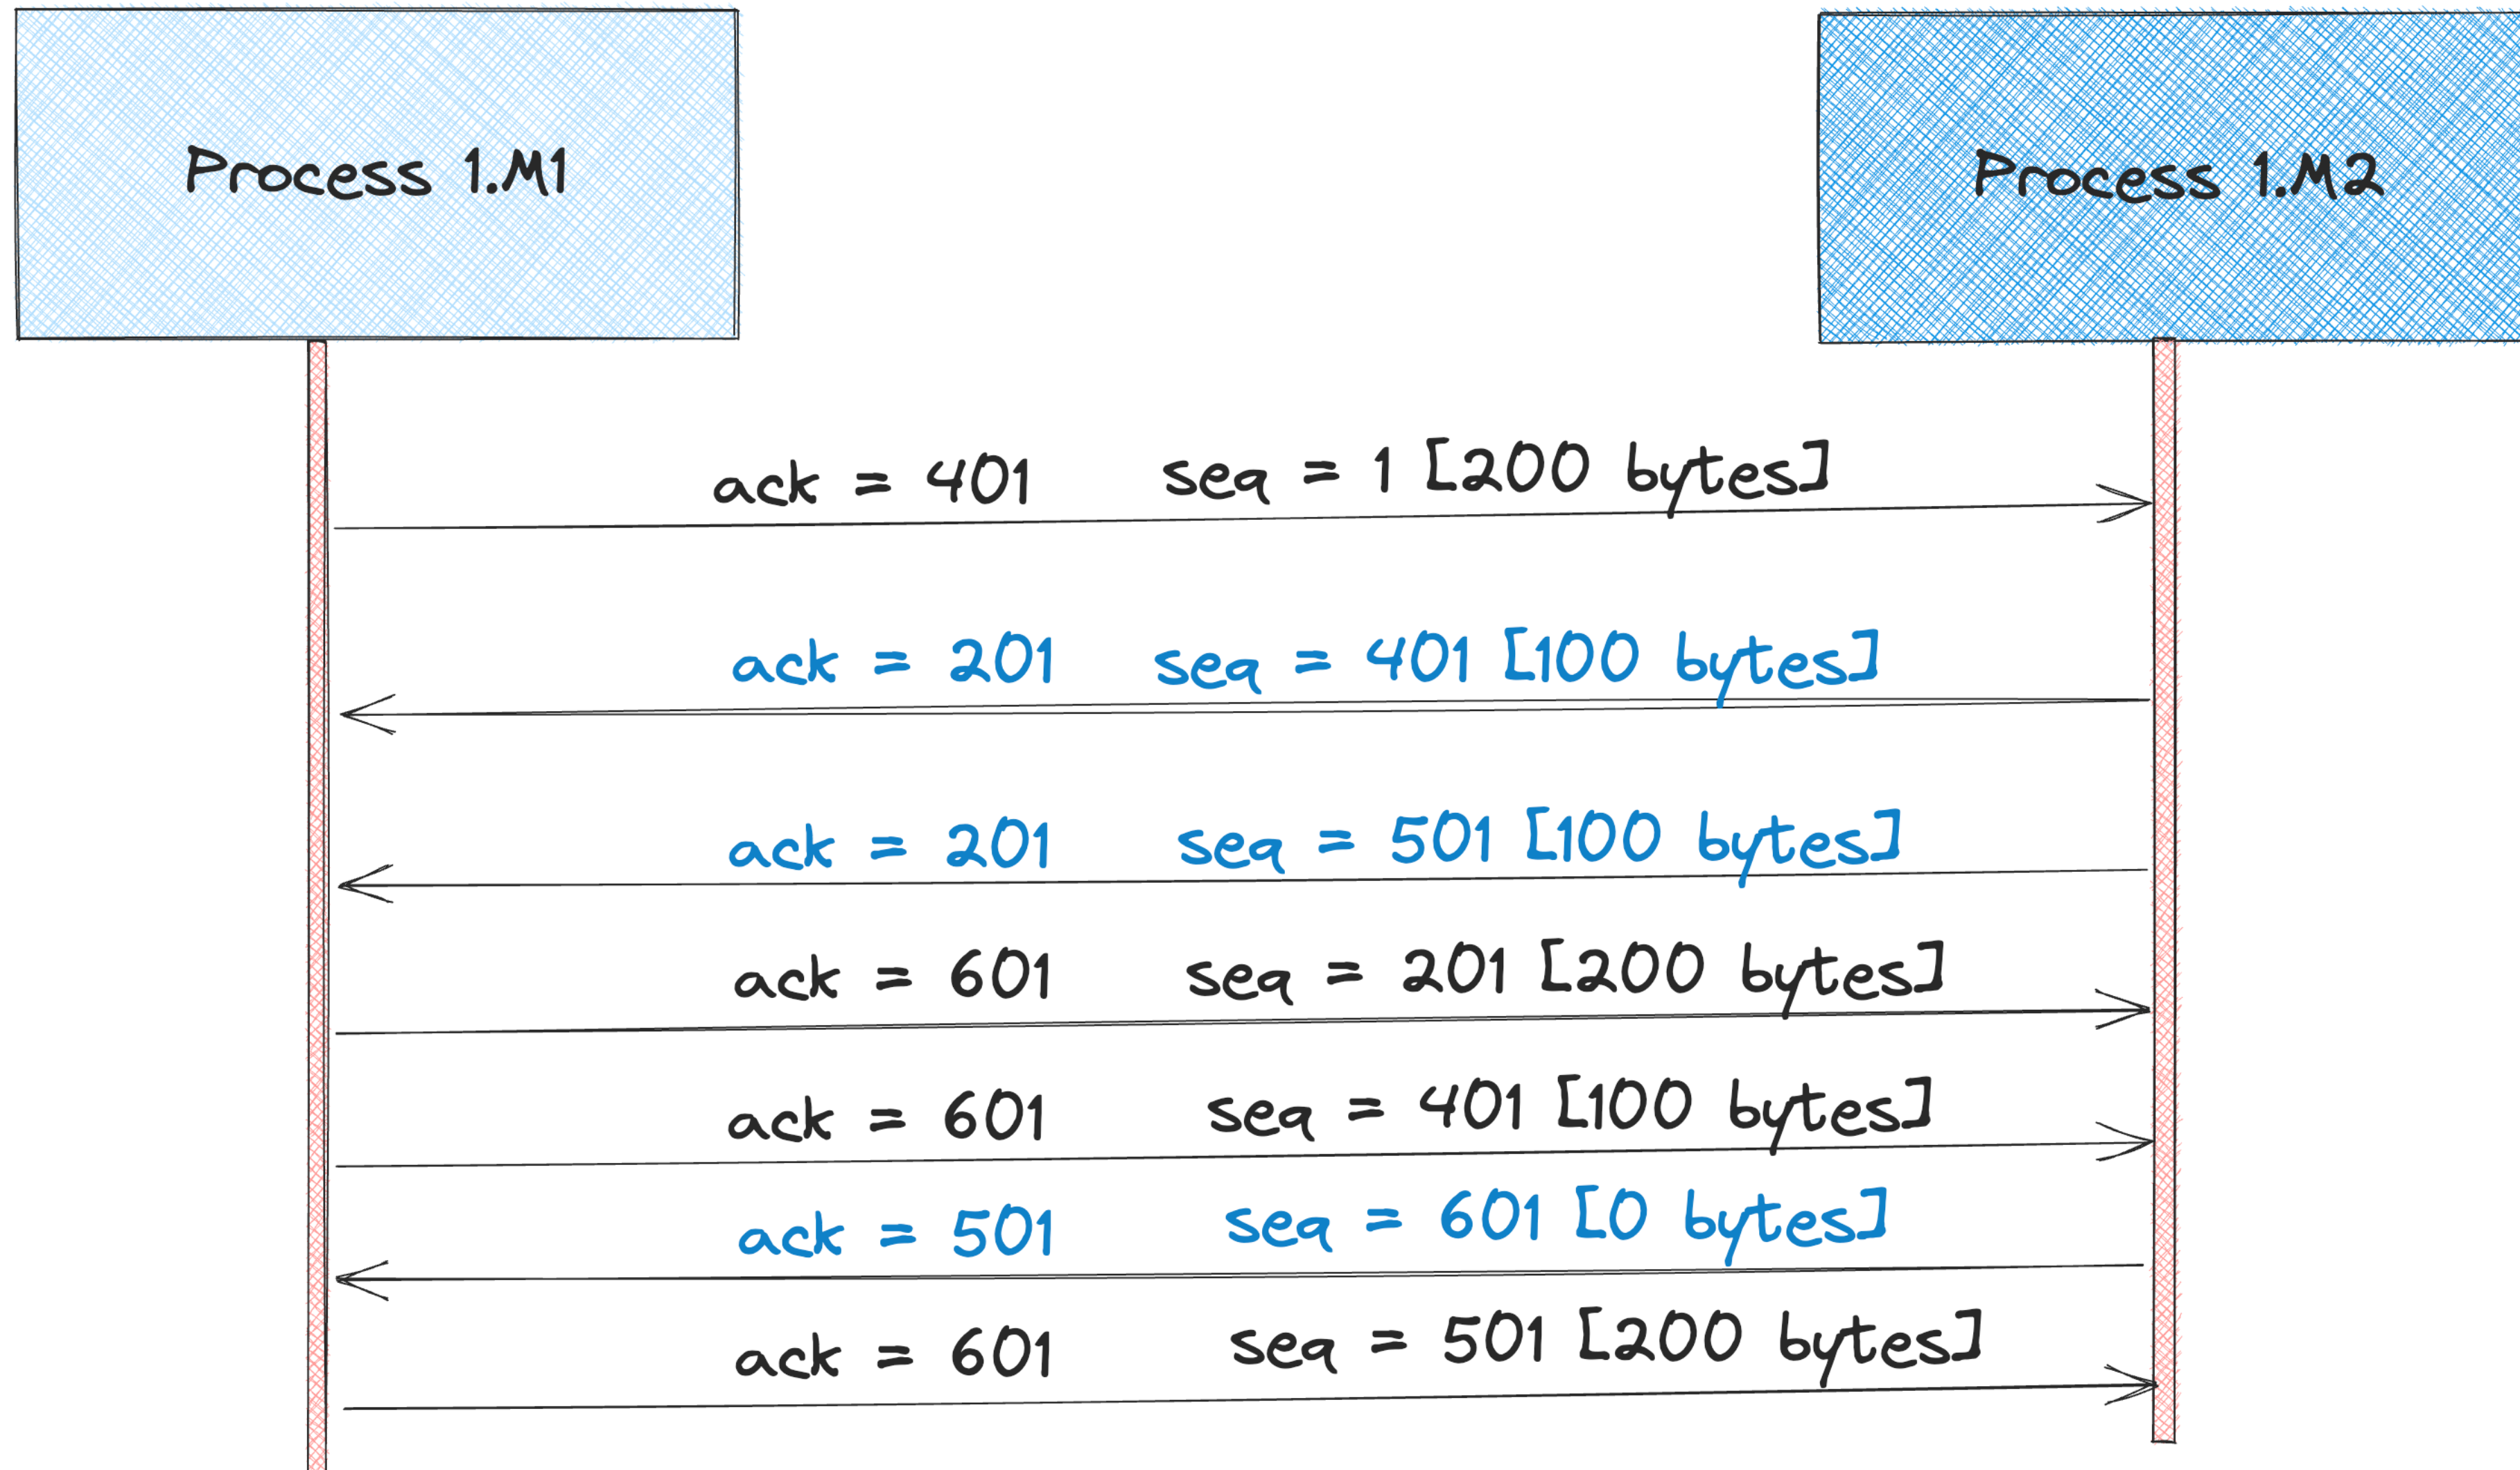 Process 1.M1
Process 1.M2
ack = 401 seq = 1 [200 bytes]
ack = 201 seq = 401 [100 bytes]
ack = 201 seq = 501 [100 bytes]
ack = 601 seq = 201 [200 bytes]
ack = 601 seq = 401 [100 bytes]
ack = 501 seq = 601 [0 bytes]
ack = 601 seq = 501 [200 bytes]